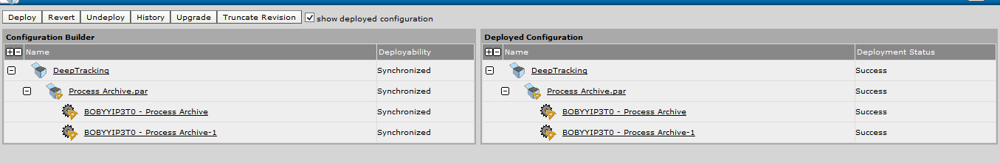 Deploy Revert Undeploy History Upgrade Truncate Revision show deployed configuration
Configuration Builder
Name Deployability
DeepTracking Synchronized
Process Archive.par Synchronized
BOBYYIP3T0 - Process Archive Synchronized
BOBYYIP3T0 - Process Archive-1 Synchronized
Deployed Configuration
Name Deployment Status
DeepTracking Success
Process Archive.par Success
BOBYYIP3T0 - Process Archive Success
BOBYYIP3T0 - Process Archive-1 Success